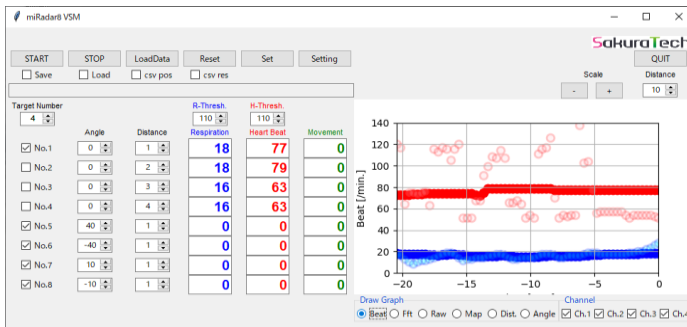 miRadar8 VSM
SakuraTech
START STOP LoadData Reset Set Setting QUIT
Save Load csv pos csv res Scale Distance
- + 10
Target Number R-Thresh. H-Thresh.
4 110 110
Angle Distance Respiration Heart Beat Movement
No.1 0 1 18 77 0
No.2 0 2 18 79 0
No.3 0 3 16 63 0
No.4 0 4 16 63 0
No.5 40 1 0 0 0
No.6 -40 1 0 0 0
No.7 10 1 0 0 0
No.8 -10 1 0 0 0
Beat [/min.]
140
120
100
80
60
40
20
0
−20 −15 −10 −5 0
Draw Graph Channel
Beat Fft Raw Map Dist. Angle Ch.1 Ch.2 Ch.3 Ch.4